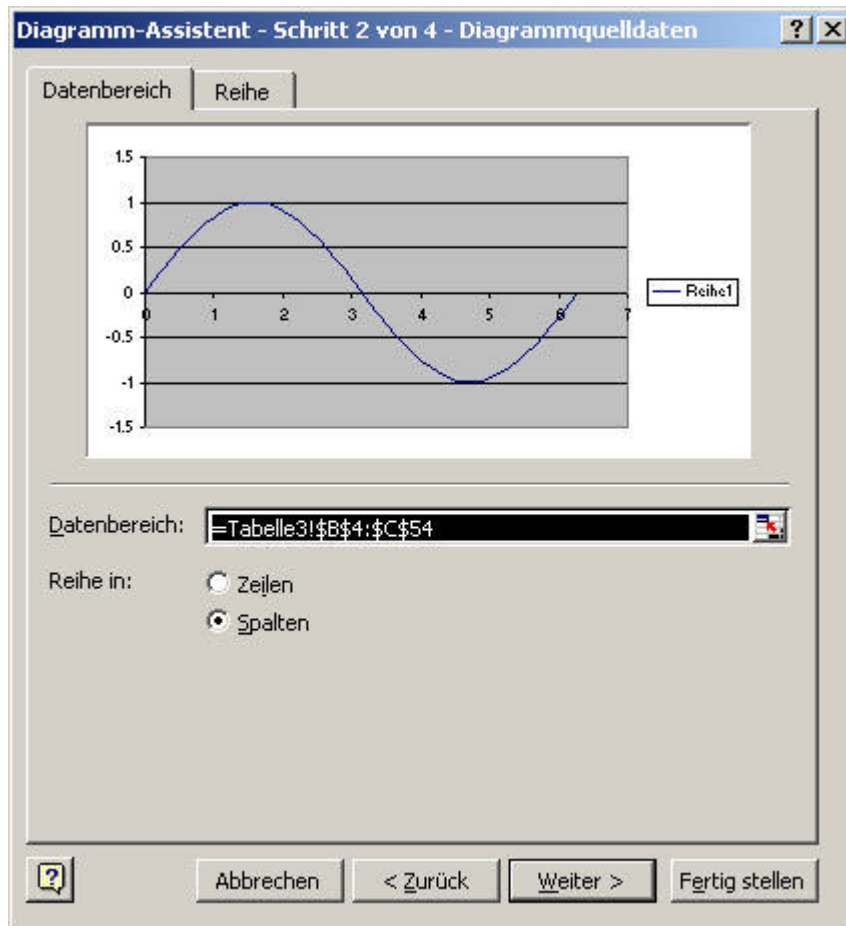 Diagramm-Assistent - Schritt 2 von 4 - Diagrammquelldaten
Datenbereich Reihe
1.5
1
0.5
0
-0.5
-1
-1.5
0 1 2 3 4 5 6 7
Reihe1
Datenbereich: =Tabelle3!$B$4:$C$54
Reihe in: Zeilen
Spalten
Abbrechen < Zurück Weiter > Fertig stellen